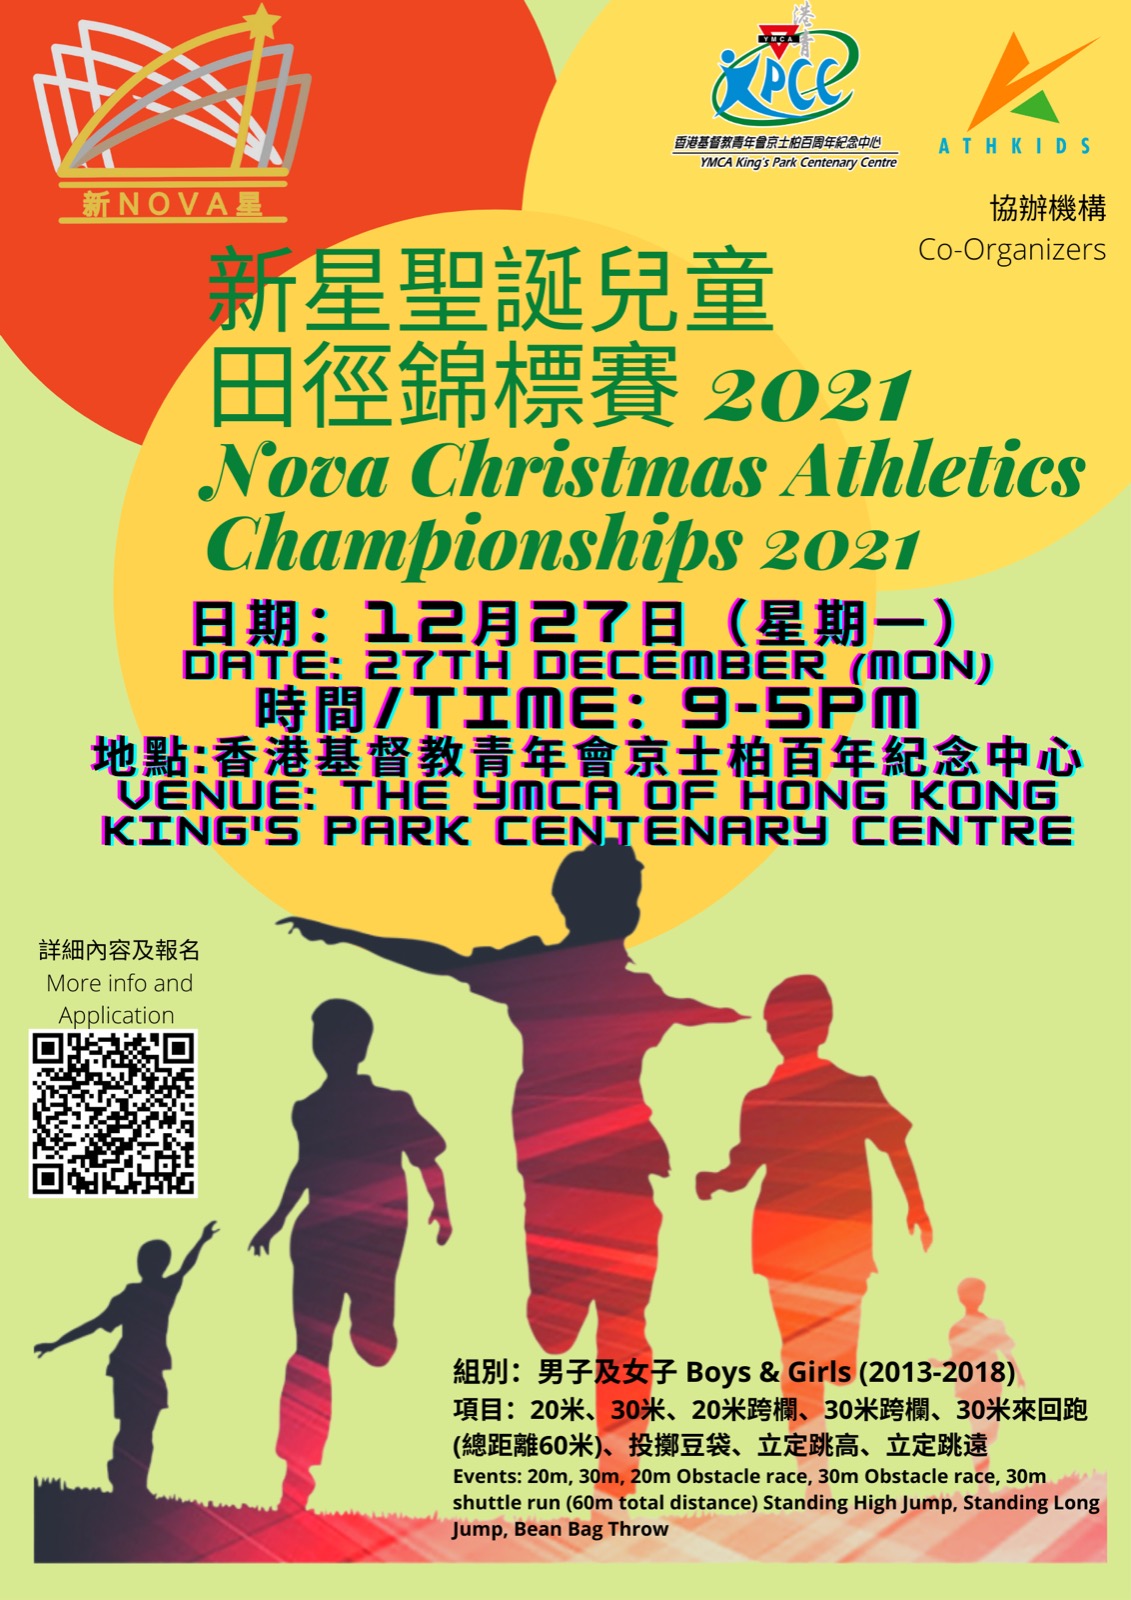 新NOVA星
港青
YMCA
KPCC
香港基督教青年會京士柏百周年紀念中心
YMCA King's Park Centenary Centre
ATHKIDS
協辦機構
Co-Organizers
新星聖誕兒童
田徑錦標賽 2021
Nova Christmas Athletics
Championships 2021
日期：12月27日（星期一）
DATE: 27TH DECEMBER (MON)
時間/TIME: 9-5PM
地點:香港基督教青年會京士柏百年紀念中心
VENUE: THE YMCA OF HONG KONG
KING'S PARK CENTENARY CENTRE
詳細內容及報名
More info and
Application
組別：男子及女子 Boys & Girls (2013-2018)
項目：20米、30米、20米跨欄、30米跨欄、30米來回跑
(總距離60米)、投擲豆袋、立定跳高、立定跳遠
Events: 20m, 30m, 20m Obstacle race, 30m Obstacle race, 30m
shuttle run (60m total distance) Standing High Jump, Standing Long
Jump, Bean Bag Throw